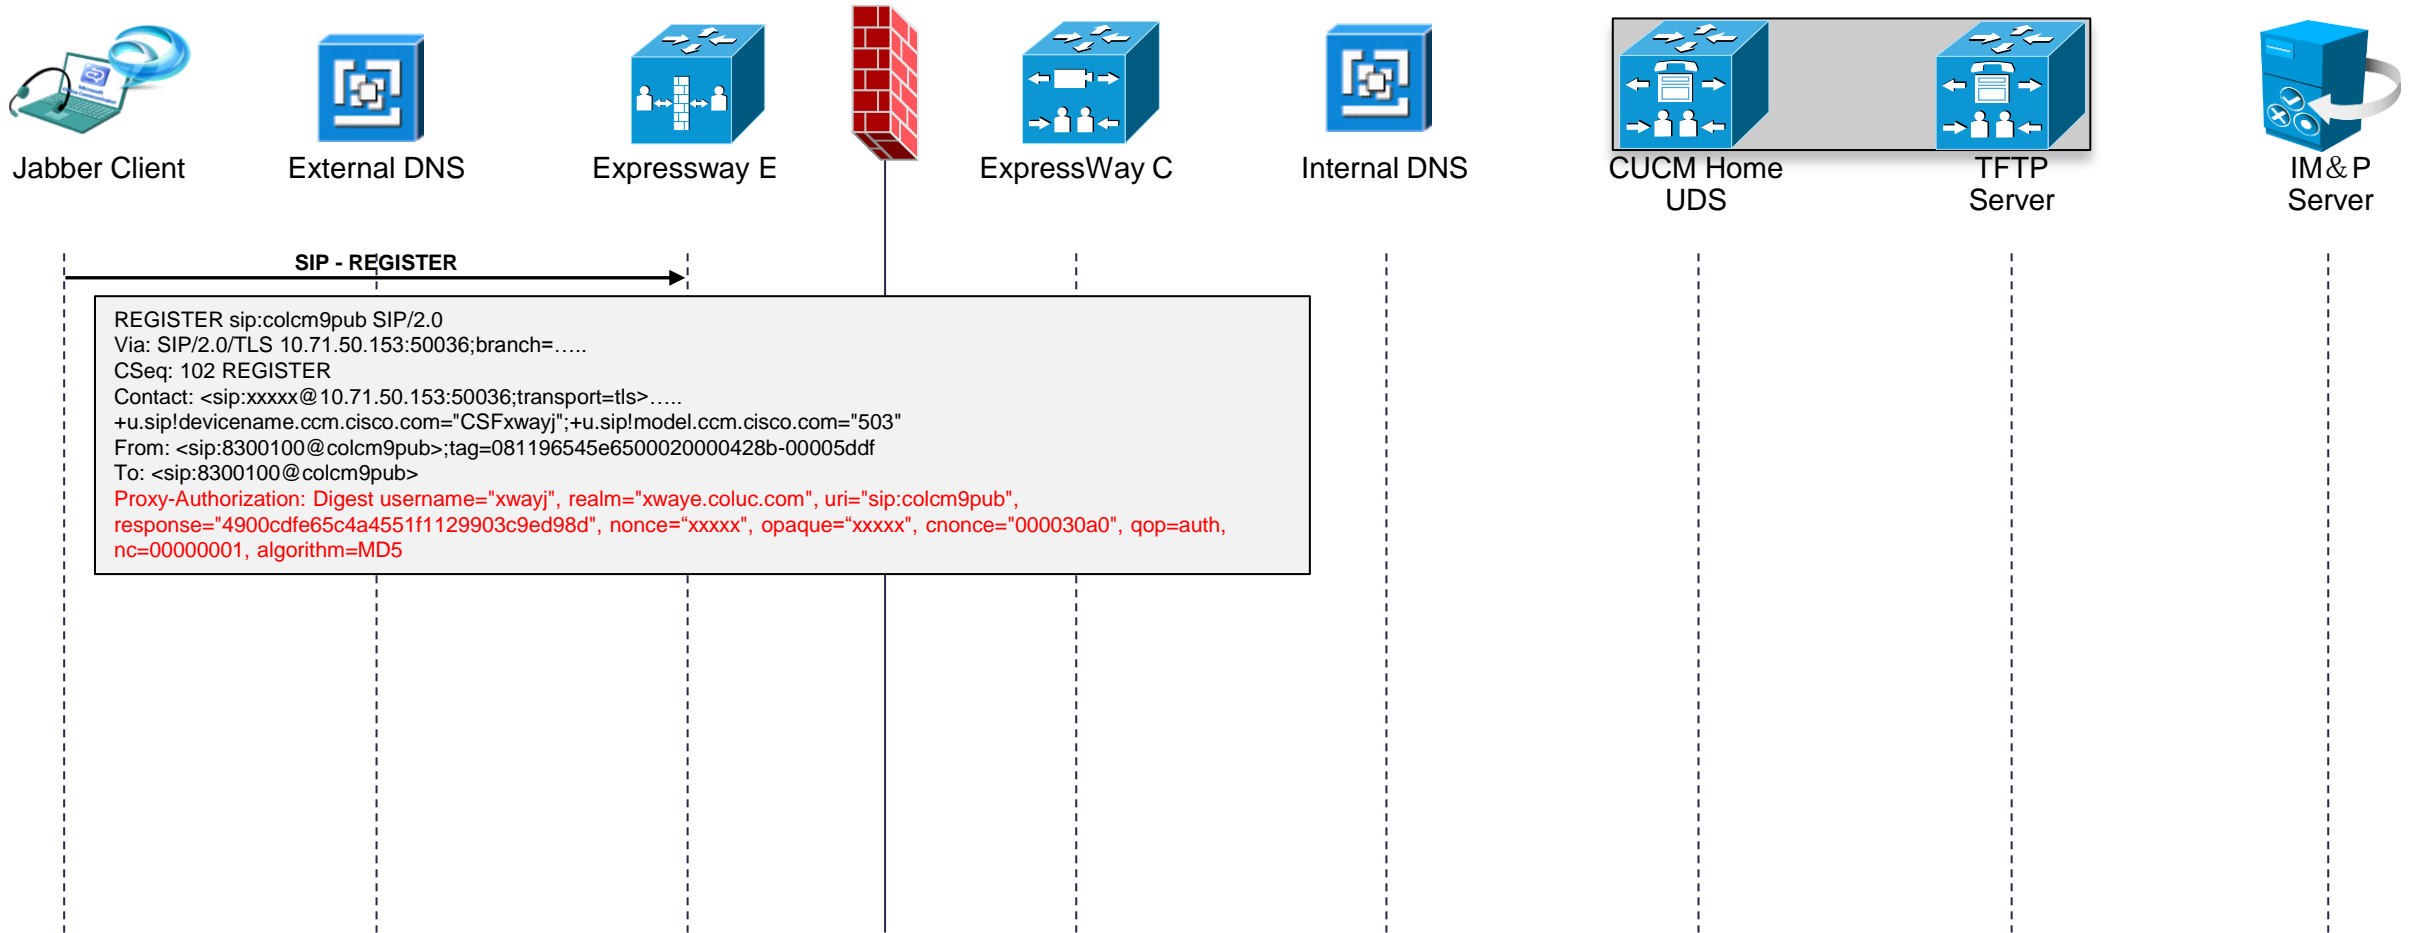 Jabber Client
External DNS
Expressway E
ExpressWay C
Internal DNS
CUCM Home
UDS
TFTP
Server
IM&P
Server
SIP - REGISTER
REGISTER sip:colcm9pub SIP/2.0
Via: SIP/2.0/TLS 10.71.50.153:50036;branch=…..
CSeq: 102 REGISTER
Contact: <sip:xxxxx@10.71.50.153:50036;transport=tls>…..
+u.sip!devicename.ccm.cisco.com="CSFxwayj";+u.sip!model.ccm.cisco.com="503"
From: <sip:8300100@colcm9pub>;tag=081196545e6500020000428b-00005ddf
To: <sip:8300100@colcm9pub>
Proxy-Authorization: Digest username="xwayj", realm="xwaye.coluc.com", uri="sip:colcm9pub",
response="4900cdfe65c4a4551f1129903c9ed98d", nonce=“xxxxx", opaque=“xxxxx", cnonce="000030a0", qop=auth,
nc=00000001, algorithm=MD5